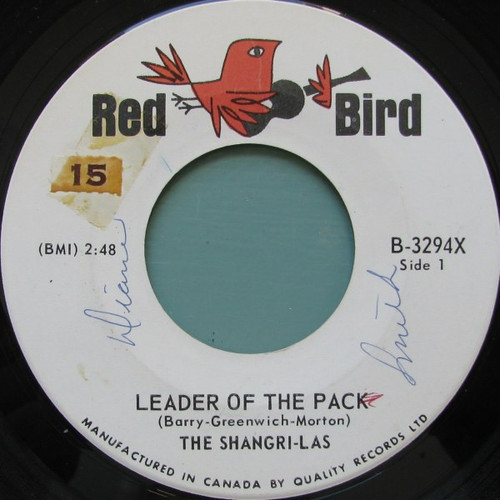 Red Bird
15
(BMI) 2:48
B-3294X
Side 1
Diane
Smith
LEADER OF THE PACK
(Barry-Greenwich-Morton)
THE SHANGRI-LAS
MANUFACTURED IN CANADA BY QUALITY RECORDS LTD